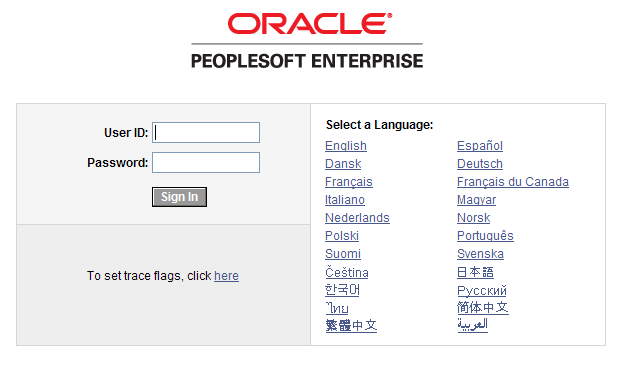 ORACLE®
PEOPLESOFT ENTERPRISE
User ID:
Password:
Sign In
To set trace flags, click here
Select a Language:
English Español
Dansk Deutsch
Français Français du Canada
Italiano Magyar
Nederlands Norsk
Polski Português
Suomi Svenska
Čeština 日本語
한국어 Русский
ไทย 简体中文
繁體中文 العربية